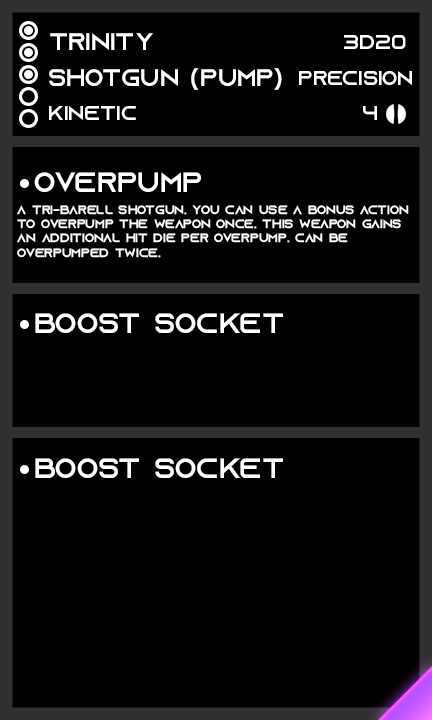 TRINITY 3D20
SHOTGUN (PUMP) PRECISION
KINETIC 4
•OVERPUMP
A TRI-BARELL SHOTGUN. YOU CAN USE A BONUS ACTION
TO OVERPUMP THE WEAPON ONCE. THIS WEAPON GAINS
AN ADDITIONAL HIT DIE PER OVERPUMP. CAN BE
OVERPUMPED TWICE.
•BOOST SOCKET
•BOOST SOCKET